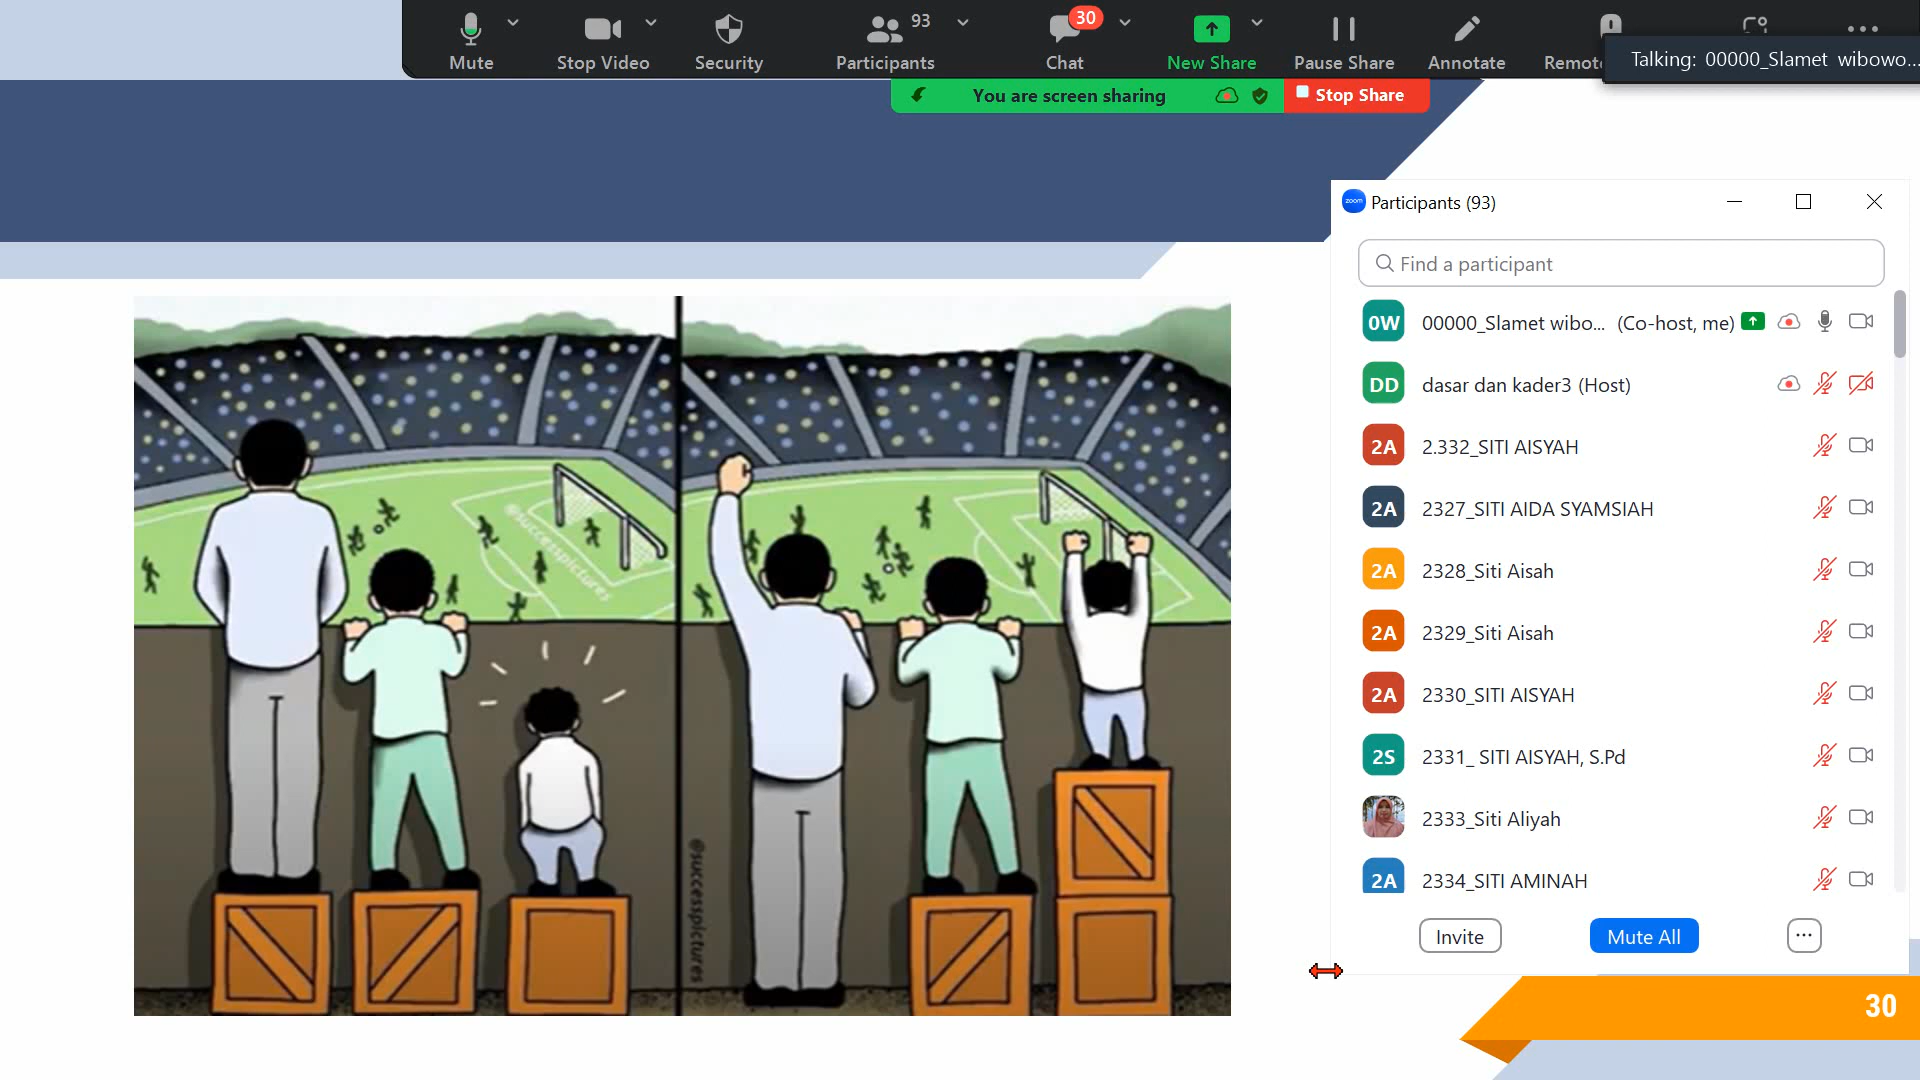 93
30
Mute
Stop Video
Security
Participants
Chat
New Share
Pause Share
Annotate
Remot
Talking: 00000_Slamet wibowo...
You are screen sharing
Stop Share
zoom
Participants (93)
Find a participant
0W 00000_Slamet wibo... (Co-host, me)
DD dasar dan kader3 (Host)
2A 2.332_SITI AISYAH
2A 2327_SITI AIDA SYAMSIAH
2A 2328_Siti Aisah
2A 2329_Siti Aisah
2A 2330_SITI AISYAH
2S 2331_ SITI AISYAH, S.Pd
2333_Siti Aliyah
2A 2334_SITI AMINAH
Invite
Mute All
@successpictures
@successpictures
30